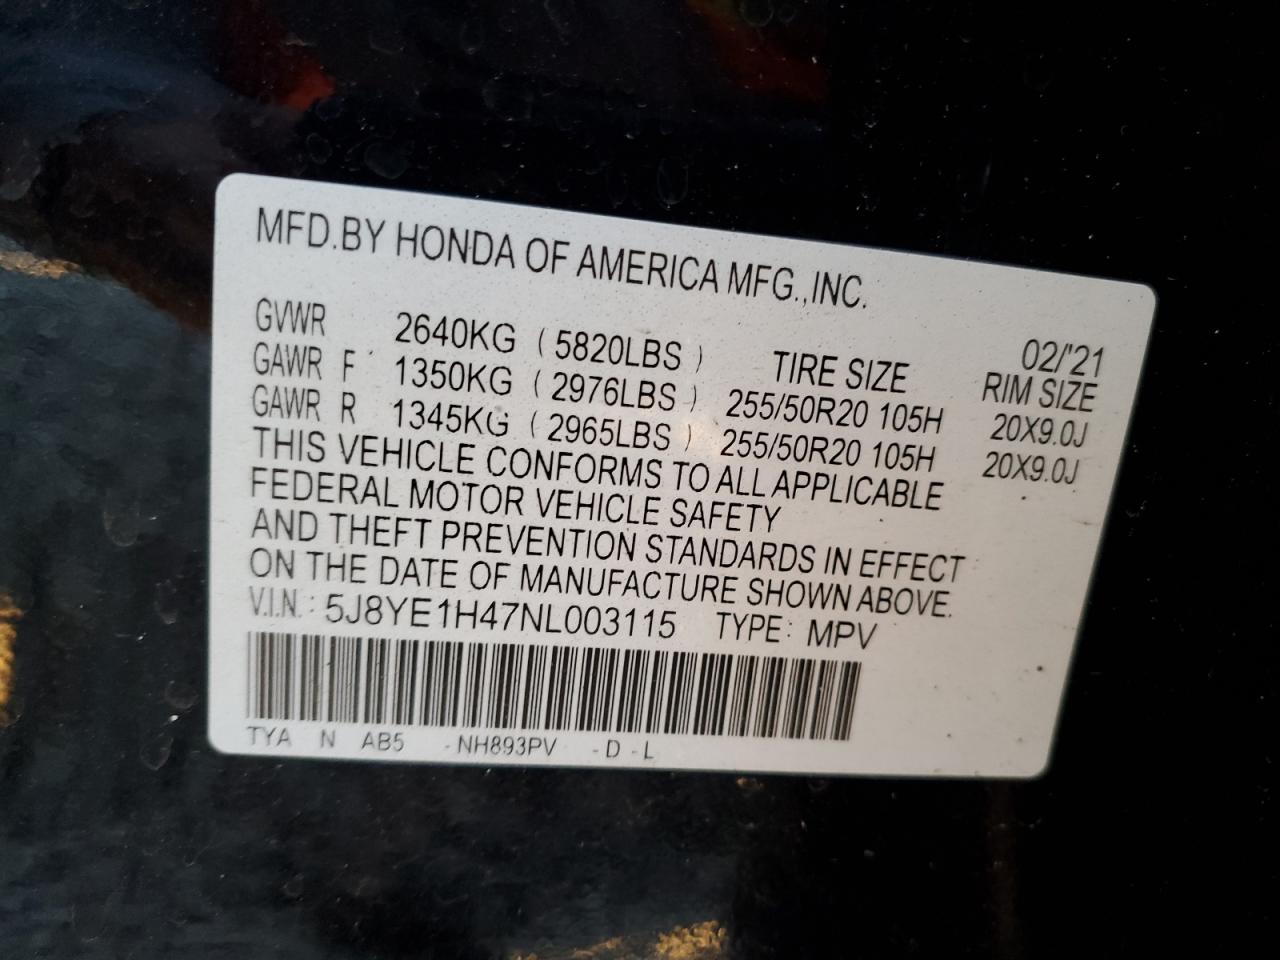 MFD.BY HONDA OF AMERICA MFG.,INC.
02/'21
GVWR 2640KG ( 5820LBS ) TIRE SIZE RIM SIZE
GAWR F 1350KG ( 2976LBS ) 255/50R20 105H 20X9.0J
GAWR R 1345KG ( 2965LBS ) 255/50R20 105H 20X9.0J
THIS VEHICLE CONFORMS TO ALL APPLICABLE
FEDERAL MOTOR VEHICLE SAFETY
AND THEFT PREVENTION STANDARDS IN EFFECT
ON THE DATE OF MANUFACTURE SHOWN ABOVE.
V.I.N.: 5J8YE1H47NL003115 TYPE: MPV
TYA N AB5 -NH893PV -D -L